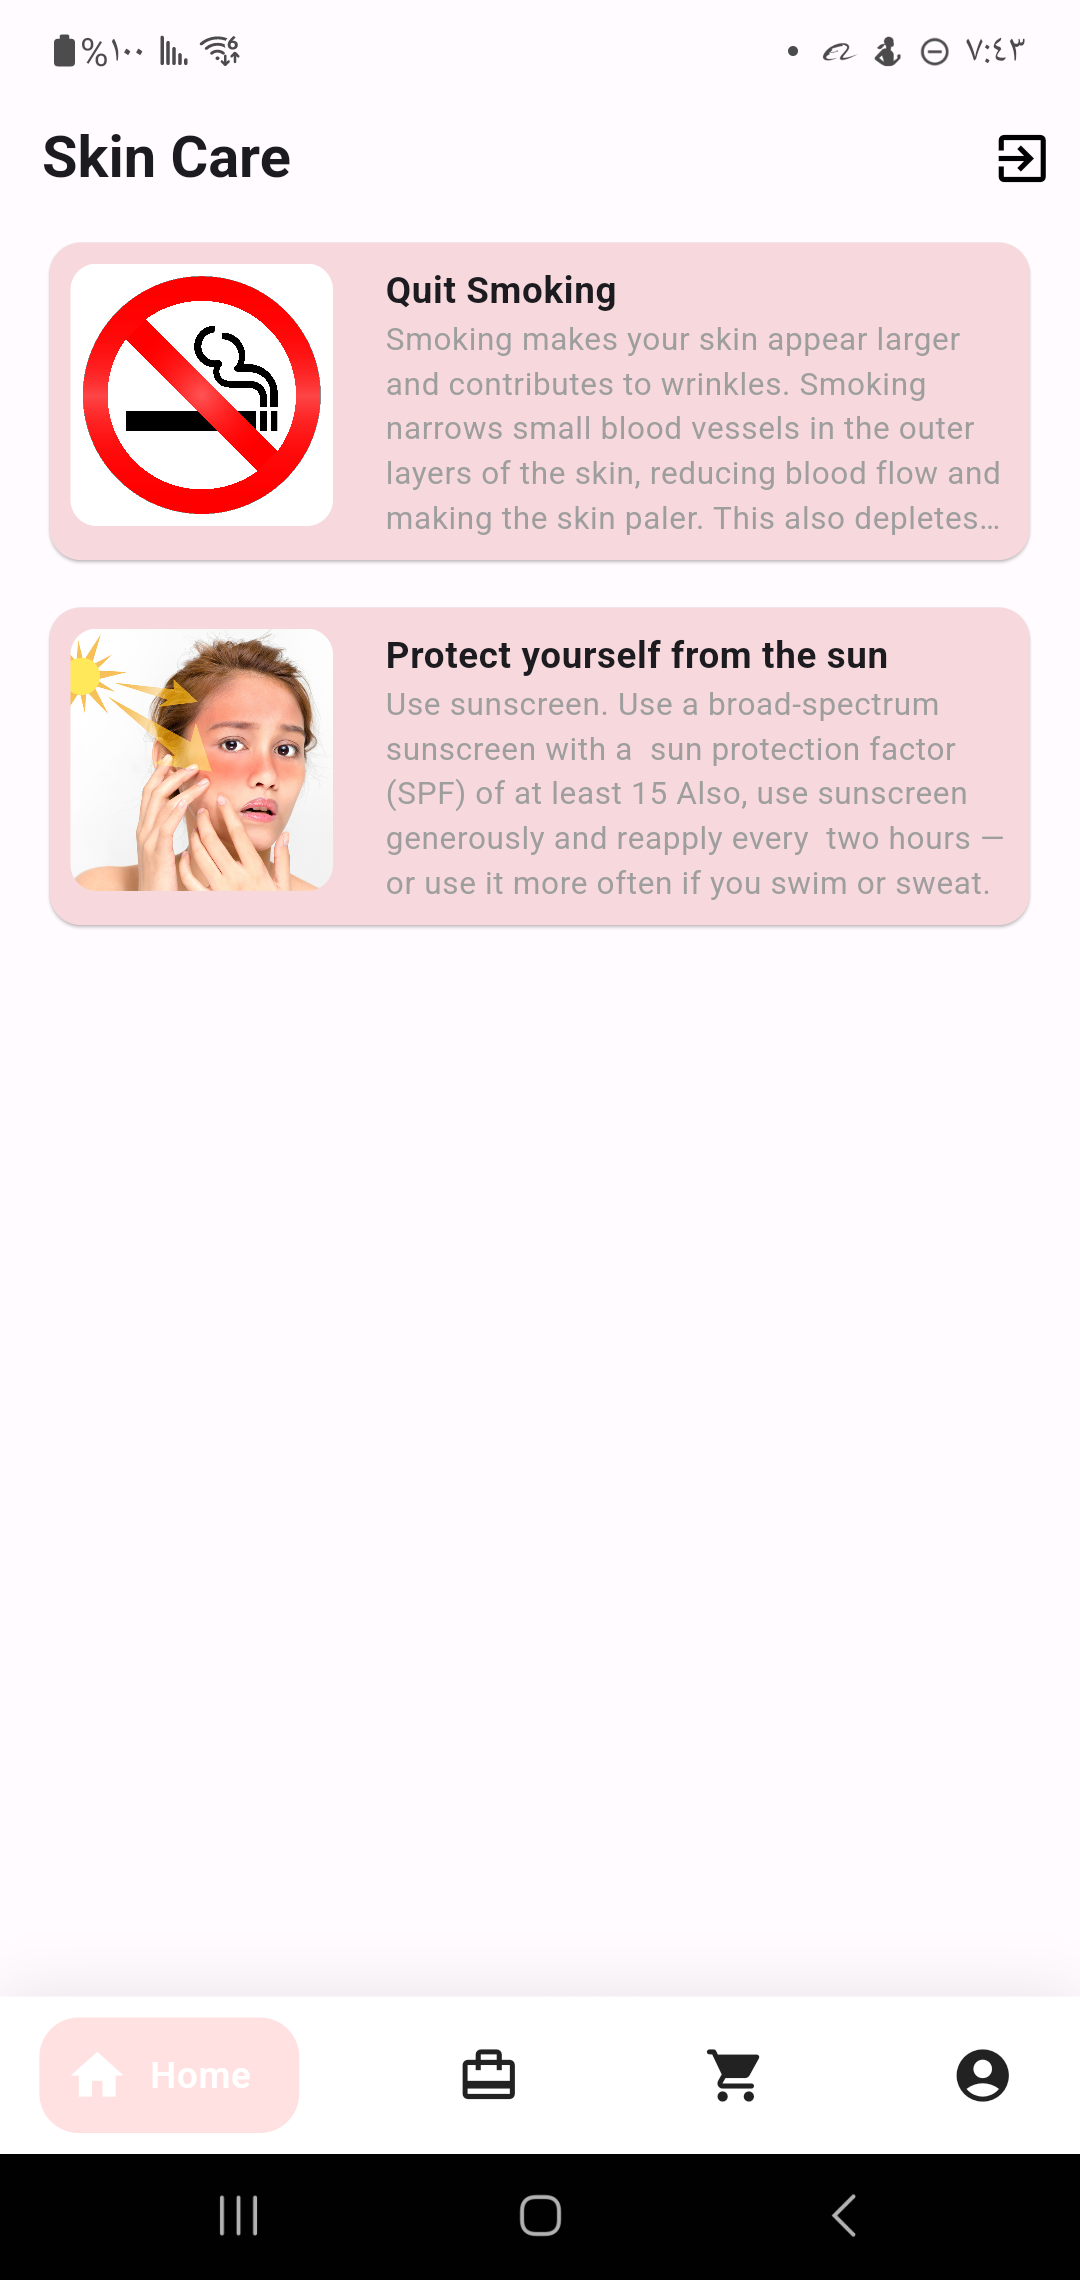 %١٠٠ 6 ٧:٤٣
Skin Care
Quit Smoking
Smoking makes your skin appear larger
and contributes to wrinkles. Smoking
narrows small blood vessels in the outer
layers of the skin, reducing blood flow and
making the skin paler. This also depletes…
Protect yourself from the sun
Use sunscreen. Use a broad-spectrum
sunscreen with a  sun protection factor
(SPF) of at least 15 Also, use sunscreen
generously and reapply every  two hours —
or use it more often if you swim or sweat.
Home